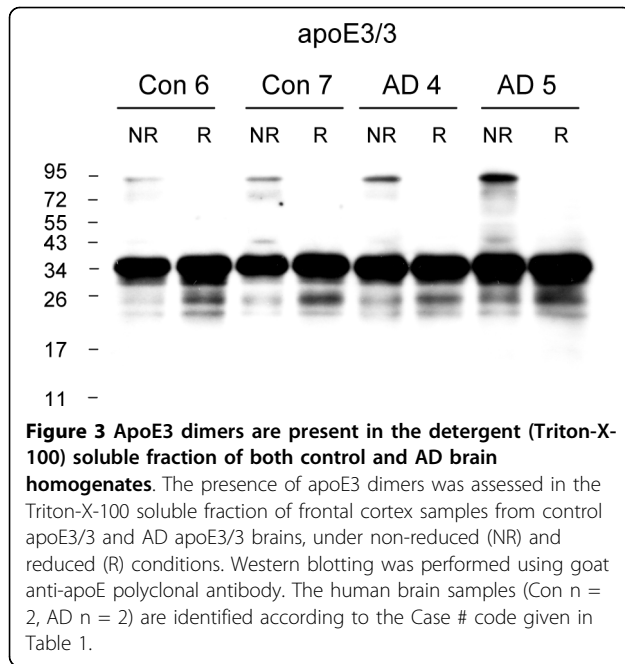 apoE3/3
Con 6 Con 7 AD 4 AD 5
NR R NR R NR R NR R
95
72
55
43
34
26
17
11
Figure 3 ApoE3 dimers are present in the detergent (Triton-X-
100) soluble fraction of both control and AD brain
homogenates. The presence of apoE3 dimers was assessed in the
Triton-X-100 soluble fraction of frontal cortex samples from control
apoE3/3 and AD apoE3/3 brains, under non-reduced (NR) and
reduced (R) conditions. Western blotting was performed using goat
anti-apoE polyclonal antibody. The human brain samples (Con n =
2, AD n = 2) are identified according to the Case # code given in
Table 1.